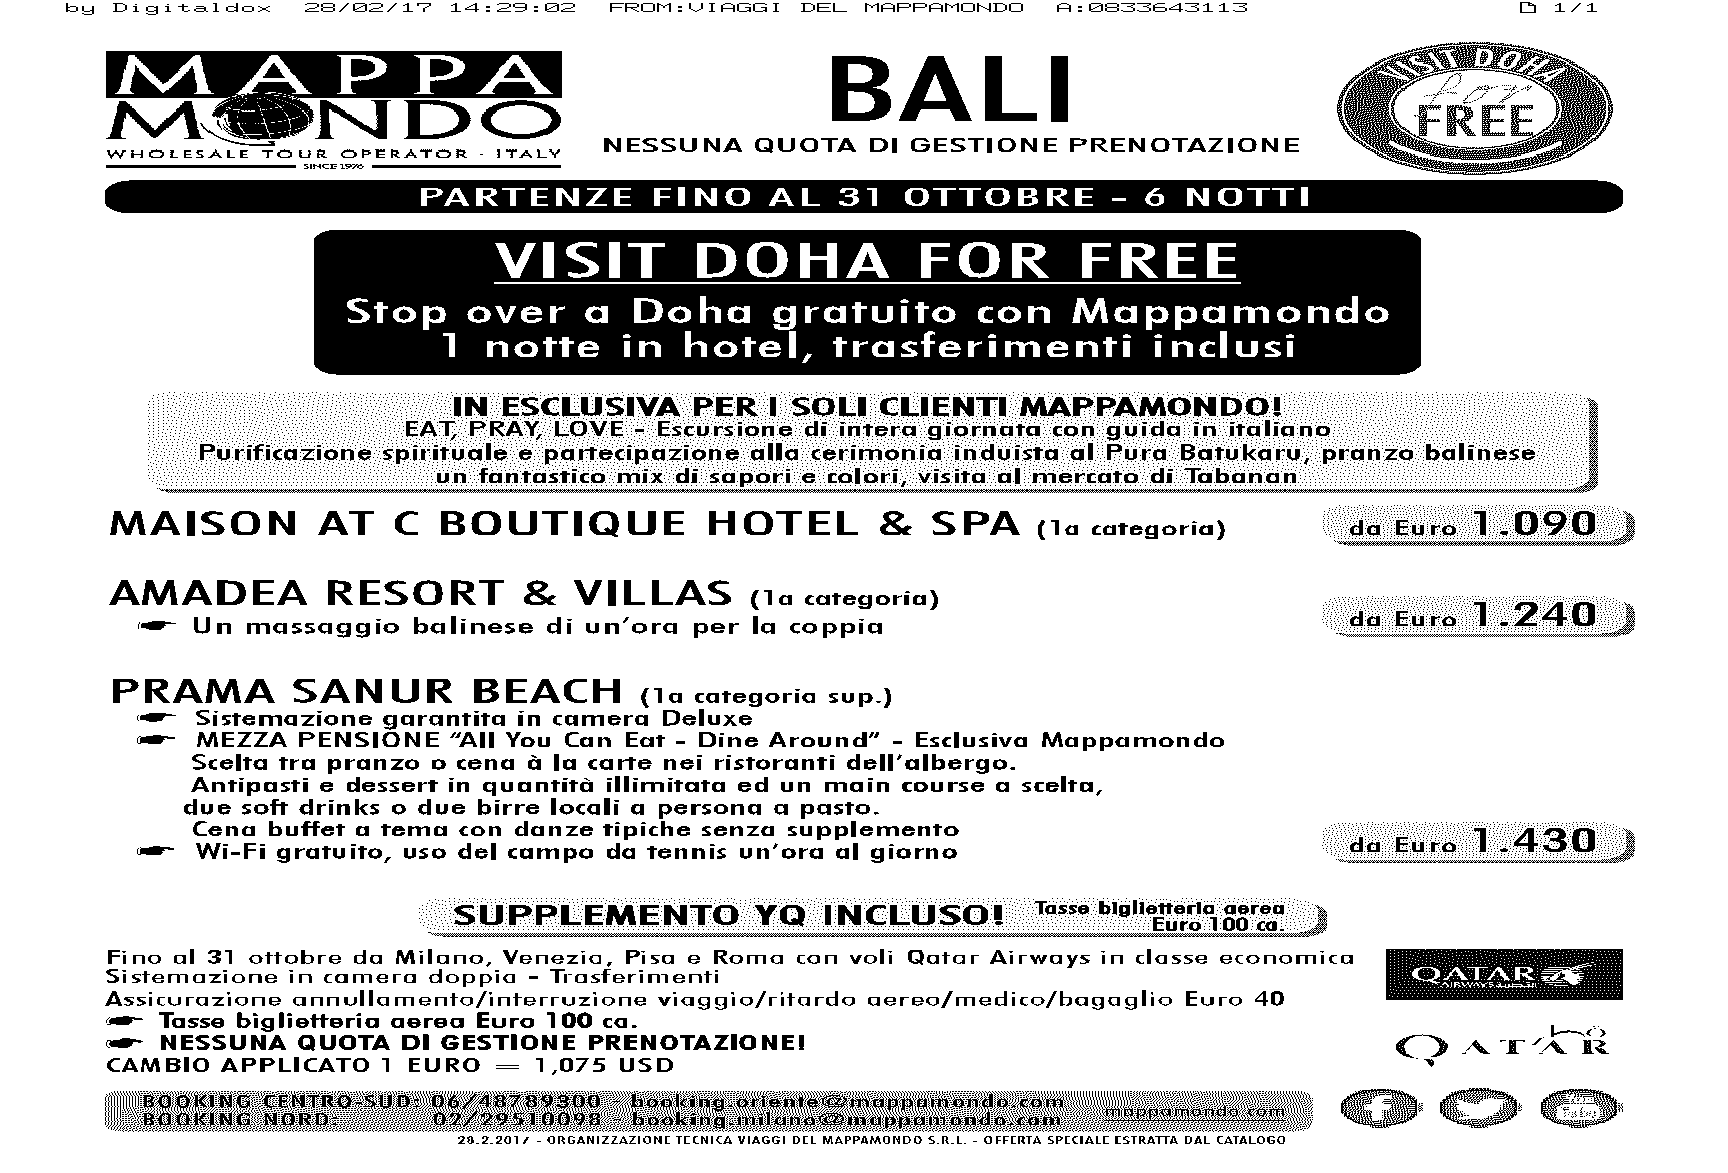 by Digitaldox 28/02/17 14:29:02 FROM:VIAGGI DEL MAPPAMONDO A:0833643113 1/1
MAPPA
MONDO
WHOLESALE TOUR OPERATOR - ITALY
SINCE 1976
BALI
NESSUNA QUOTA DI GESTIONE PRENOTAZIONE
VISIT DOHA
for
FREE
PARTENZE FINO AL 31 OTTOBRE – 6 NOTTI
VISIT DOHA FOR FREE
Stop over a Doha gratuito con Mappamondo
1 notte in hotel, trasferimenti inclusi
IN ESCLUSIVA PER I SOLI CLIENTI MAPPAMONDO!
EAT, PRAY, LOVE – Escursione di intera giornata con guida in italiano
Purificazione spirituale e partecipazione alla cerimonia induista al Pura Batukaru, pranzo balinese
un fantastico mix di sapori e colori, visita al mercato di Tabanan
MAISON AT C BOUTIQUE HOTEL & SPA (1a categoria) da Euro 1.090
AMADEA RESORT & VILLAS (1a categoria)
Un massaggio balinese di un’ora per la coppia da Euro 1.240
PRAMA SANUR BEACH (1a categoria sup.)
Sistemazione garantita in camera Deluxe
MEZZA PENSIONE “All You Can Eat – Dine Around” – Esclusiva Mappamondo
Scelta tra pranzo o cena à la carte nei ristoranti dell’albergo.
Antipasti e dessert in quantità illimitata ed un main course a scelta,
due soft drinks o due birre locali a persona a pasto.
Cena buffet a tema con danze tipiche senza supplemento
Wi-Fi gratuito, uso del campo da tennis un’ora al giorno da Euro 1.430
SUPPLEMENTO YQ INCLUSO! Tasse biglietteria aerea
Euro 100 ca.
Fino al 31 ottobre da Milano, Venezia, Pisa e Roma con voli Qatar Airways in classe economica
Sistemazione in camera doppia – Trasferimenti
Assicurazione annullamento/interruzione viaggio/ritardo aereo/medico/bagaglio Euro 40
Tasse biglietteria aerea Euro 100 ca.
NESSUNA QUOTA DI GESTIONE PRENOTAZIONE!
CAMBIO APPLICATO 1 EURO = 1,075 USD
QATAR
AIRWAYS
QATAR
BOOKING CENTRO-SUD: 06/48789300 booking.oriente@mappamondo.com
BOOKING NORD: 02/29510098 booking.milano@mappamondo.com
mappamondo.com
28.2.2017 – ORGANIZZAZIONE TECNICA VIAGGI DEL MAPPAMONDO S.R.L. – OFFERTA SPECIALE ESTRATTA DAL CATALOGO